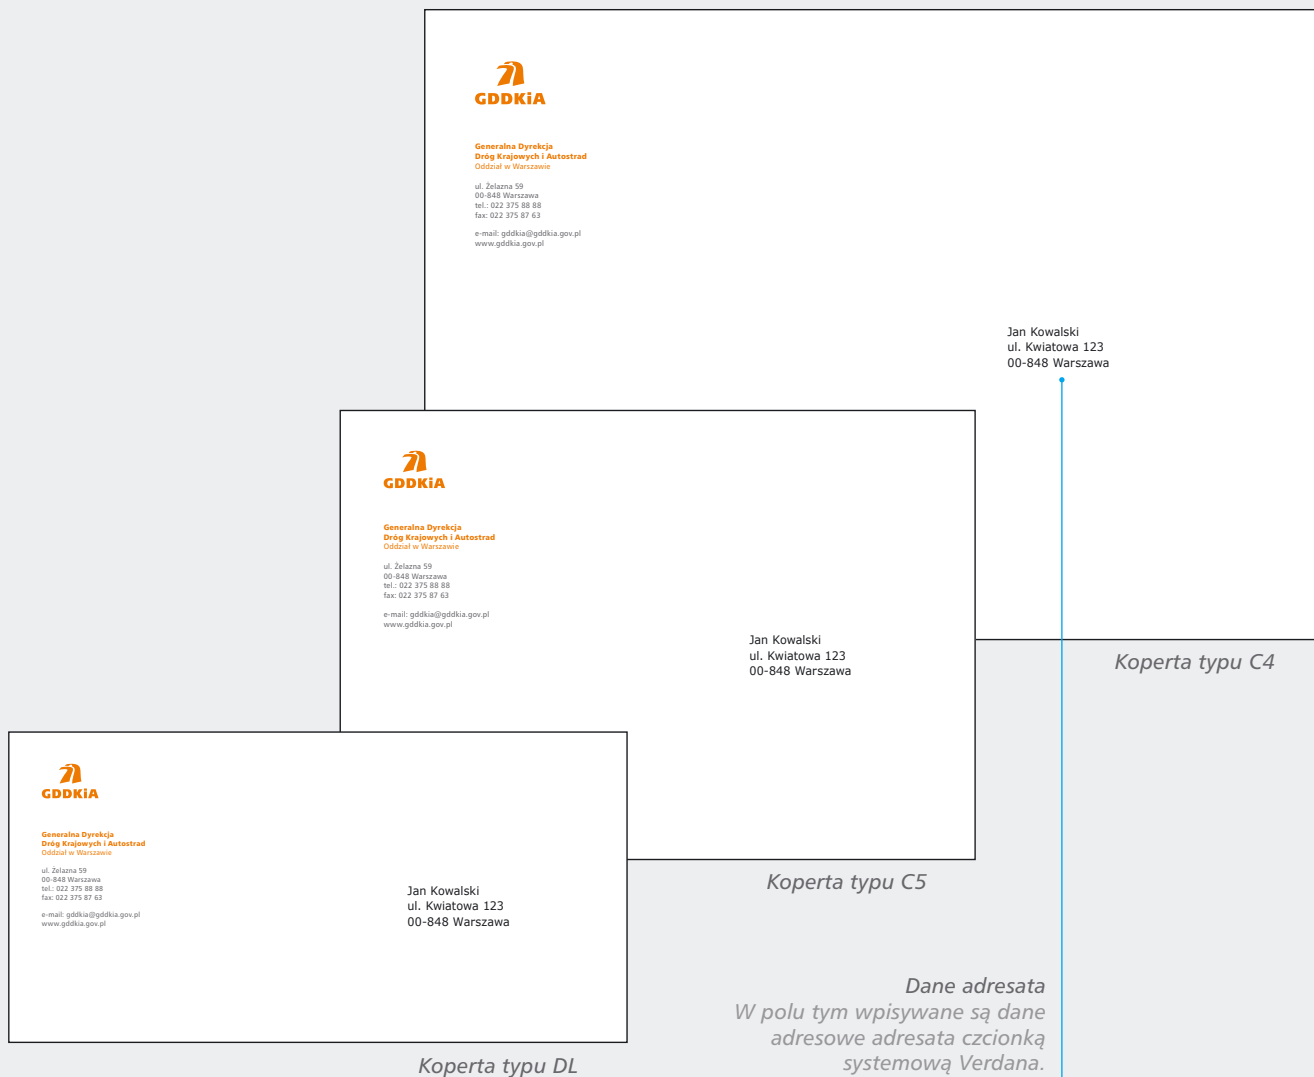 GDDKiA
Generalna Dyrekcja
Dróg Krajowych i Autostrad
Oddział w Warszawie
ul. Żelazna 59
00-848 Warszawa
tel.: 022 375 88 88
fax: 022 375 87 63
e-mail: gddkia@gddkia.gov.pl
www.gddkia.gov.pl
Jan Kowalski
ul. Kwiatowa 123
00-848 Warszawa
Koperta typu C4
GDDKiA
Generalna Dyrekcja
Dróg Krajowych i Autostrad
Oddział w Warszawie
ul. Żelazna 59
00-848 Warszawa
tel.: 022 375 88 88
fax: 022 375 87 63
e-mail: gddkia@gddkia.gov.pl
www.gddkia.gov.pl
Jan Kowalski
ul. Kwiatowa 123
00-848 Warszawa
Koperta typu C5
GDDKiA
Generalna Dyrekcja
Dróg Krajowych i Autostrad
Oddział w Warszawie
ul. Żelazna 59
00-848 Warszawa
tel.: 022 375 88 88
fax: 022 375 87 63
e-mail: gddkia@gddkia.gov.pl
www.gddkia.gov.pl
Jan Kowalski
ul. Kwiatowa 123
00-848 Warszawa
Koperta typu DL
Dane adresata
W polu tym wpisywane są dane
adresowe adresata czcionką
systemową Verdana.